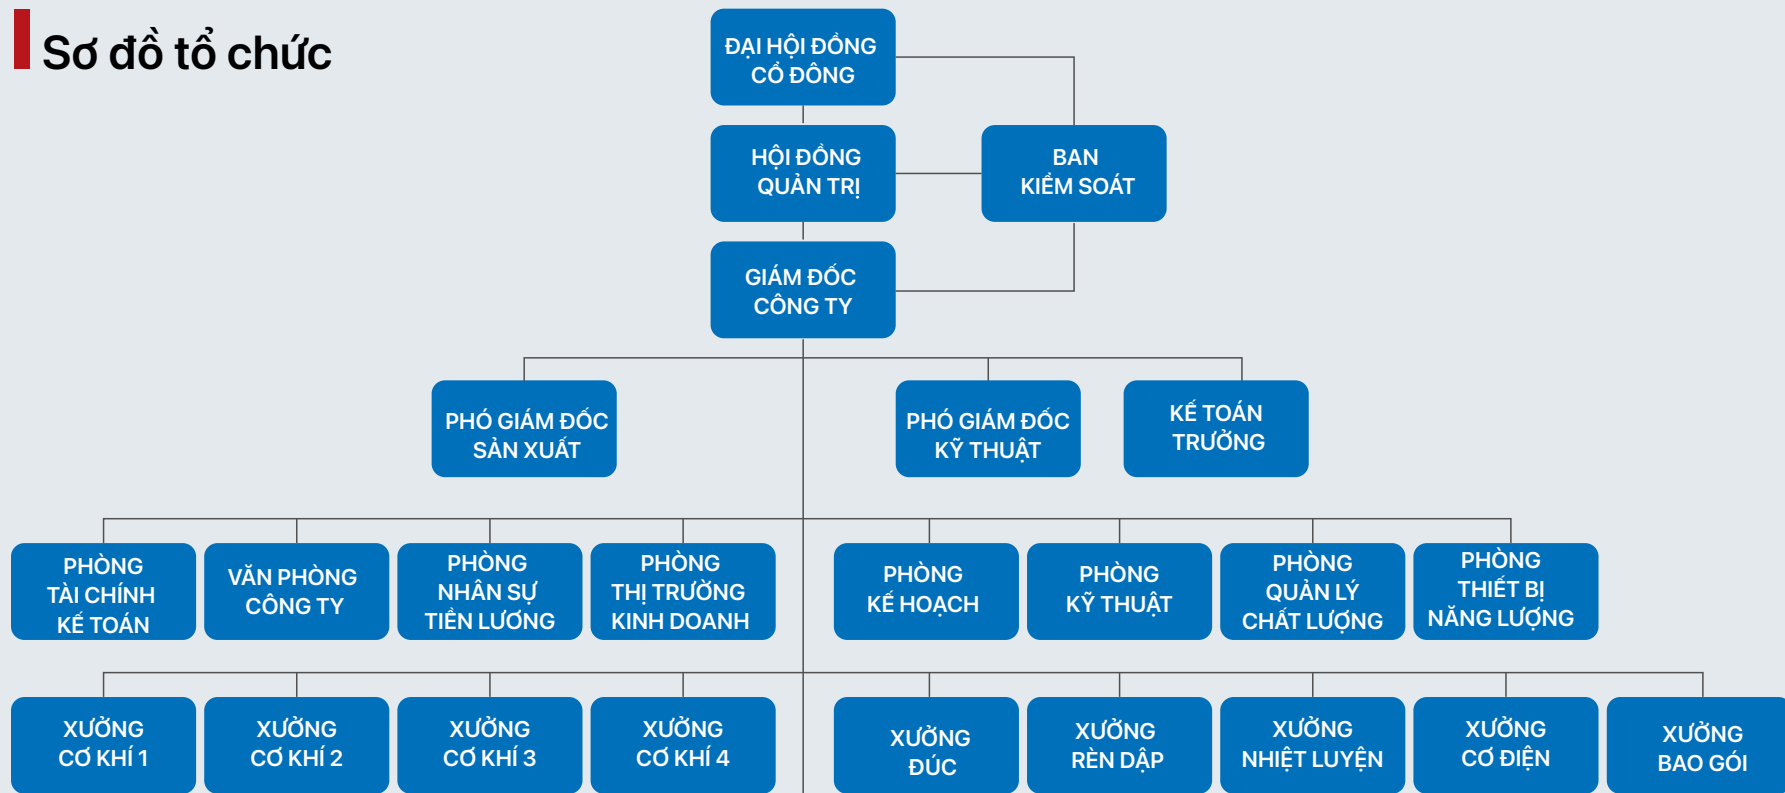 Sơ đồ tổ chức
ĐẠI HỘI ĐỒNG
CỔ ĐÔNG
HỘI ĐỒNG
QUẢN TRỊ
BAN
KIỂM SOÁT
GIÁM ĐỐC
CÔNG TY
PHÓ GIÁM ĐỐC
SẢN XUẤT
PHÓ GIÁM ĐỐC
KỸ THUẬT
KẾ TOÁN
TRƯỞNG
PHÒNG
TÀI CHÍNH
KẾ TOÁN
VĂN PHÒNG
CÔNG TY
PHÒNG
NHÂN SỰ
TIỀN LƯƠNG
PHÒNG
THỊ TRƯỜNG
KINH DOANH
PHÒNG
KẾ HOẠCH
PHÒNG
KỸ THUẬT
PHÒNG
QUẢN LÝ
CHẤT LƯỢNG
PHÒNG
THIẾT BỊ
NĂNG LƯỢNG
XƯỞNG
CƠ KHÍ 1
XƯỞNG
CƠ KHÍ 2
XƯỞNG
CƠ KHÍ 3
XƯỞNG
CƠ KHÍ 4
XƯỞNG
ĐÚC
XƯỞNG
RÈN DẬP
XƯỞNG
NHIỆT LUYỆN
XƯỞNG
CƠ ĐIỆN
XƯỞNG
BAO GÓI